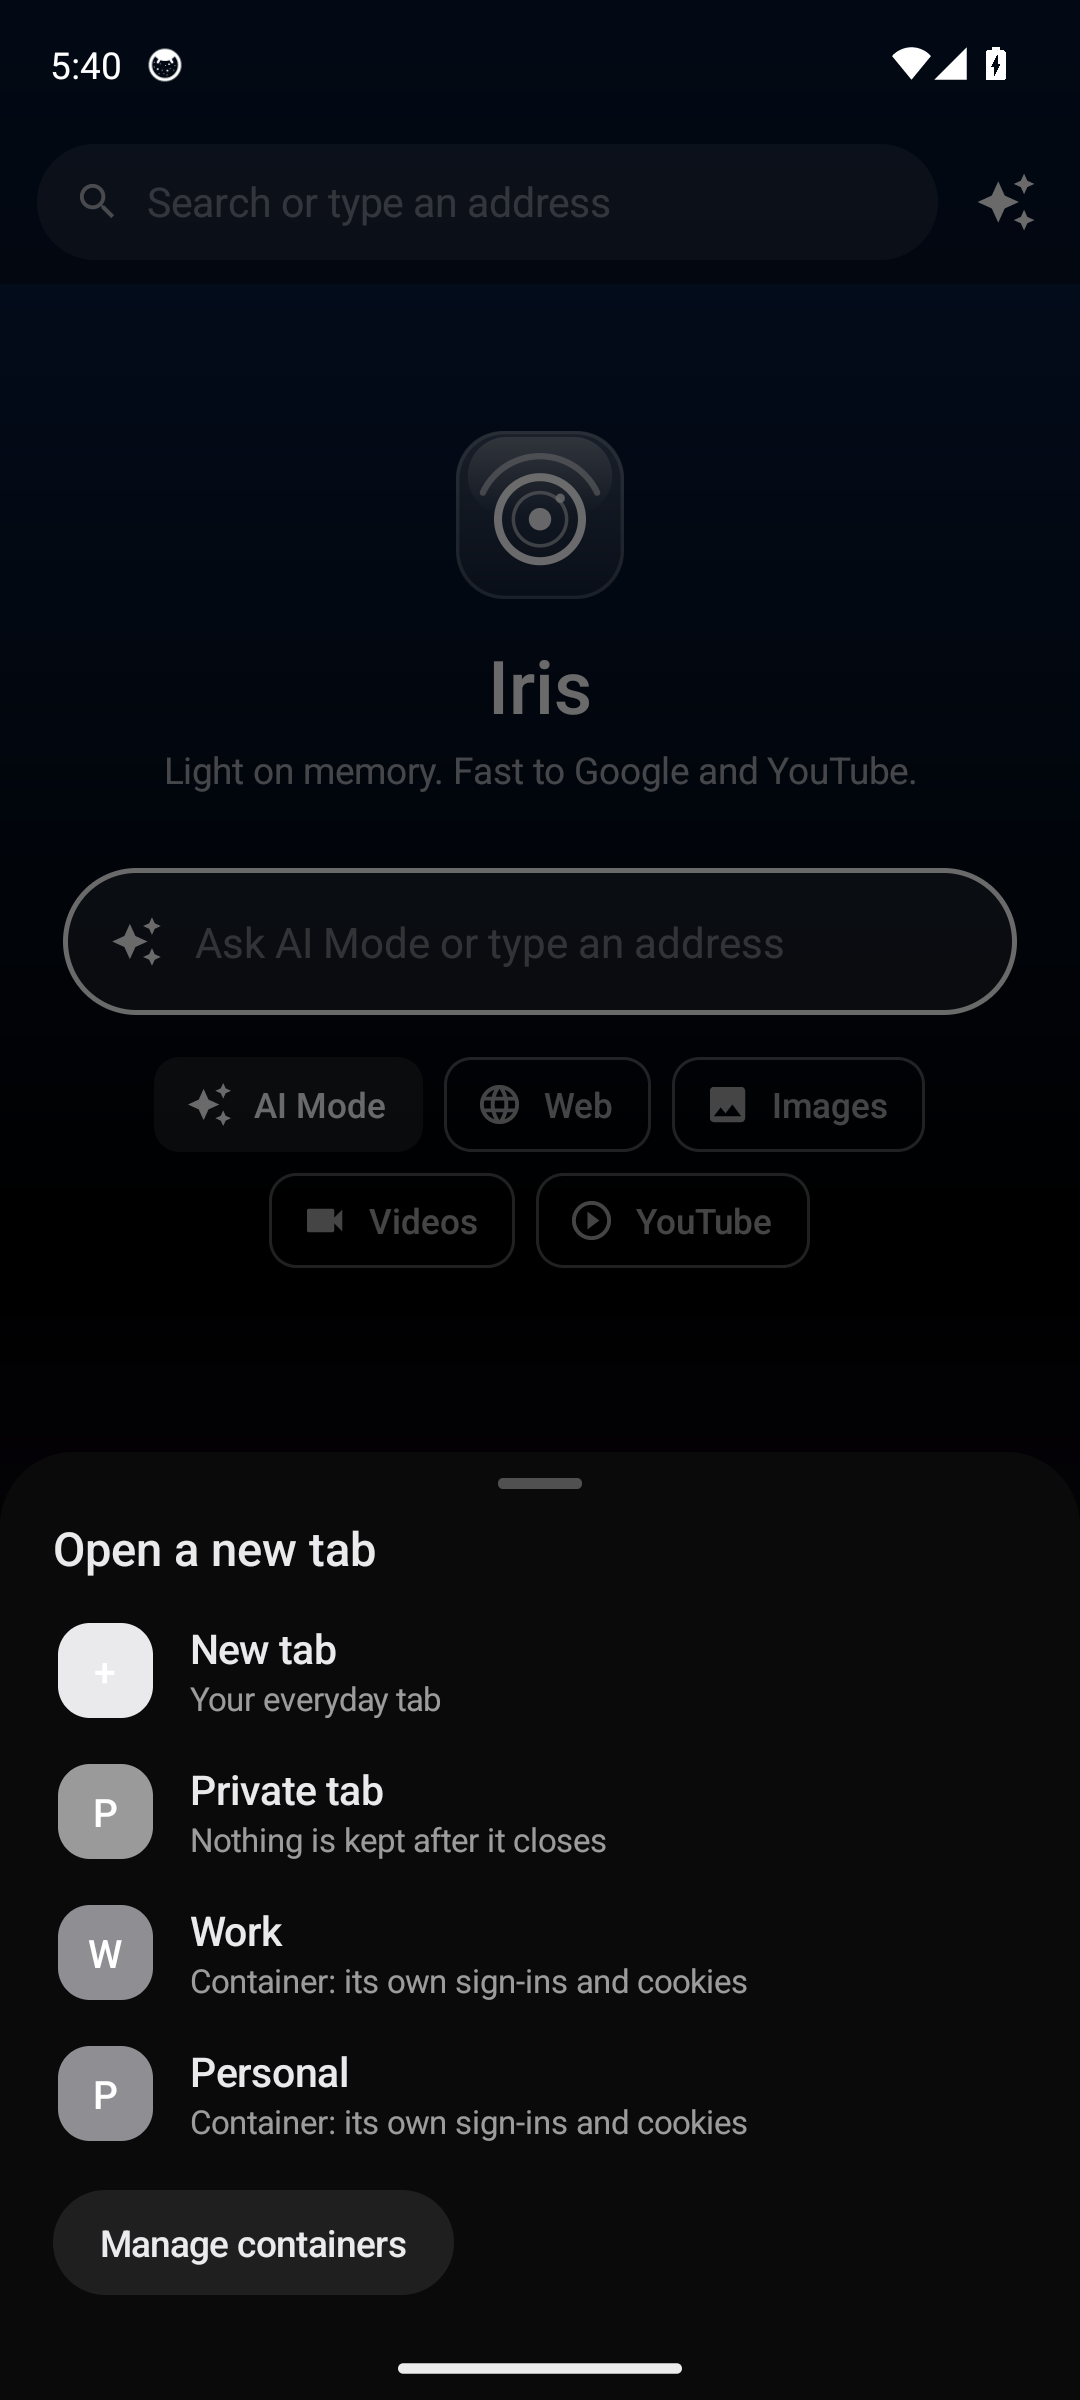 5:40
Search or type an address
Iris
Light on memory. Fast to Google and YouTube.
Ask AI Mode or type an address
AI Mode
Web
Images
Videos
YouTube
Open a new tab
+
New tab
Your everyday tab
P
Private tab
Nothing is kept after it closes
W
Work
Container: its own sign-ins and cookies
P
Personal
Container: its own sign-ins and cookies
Manage containers